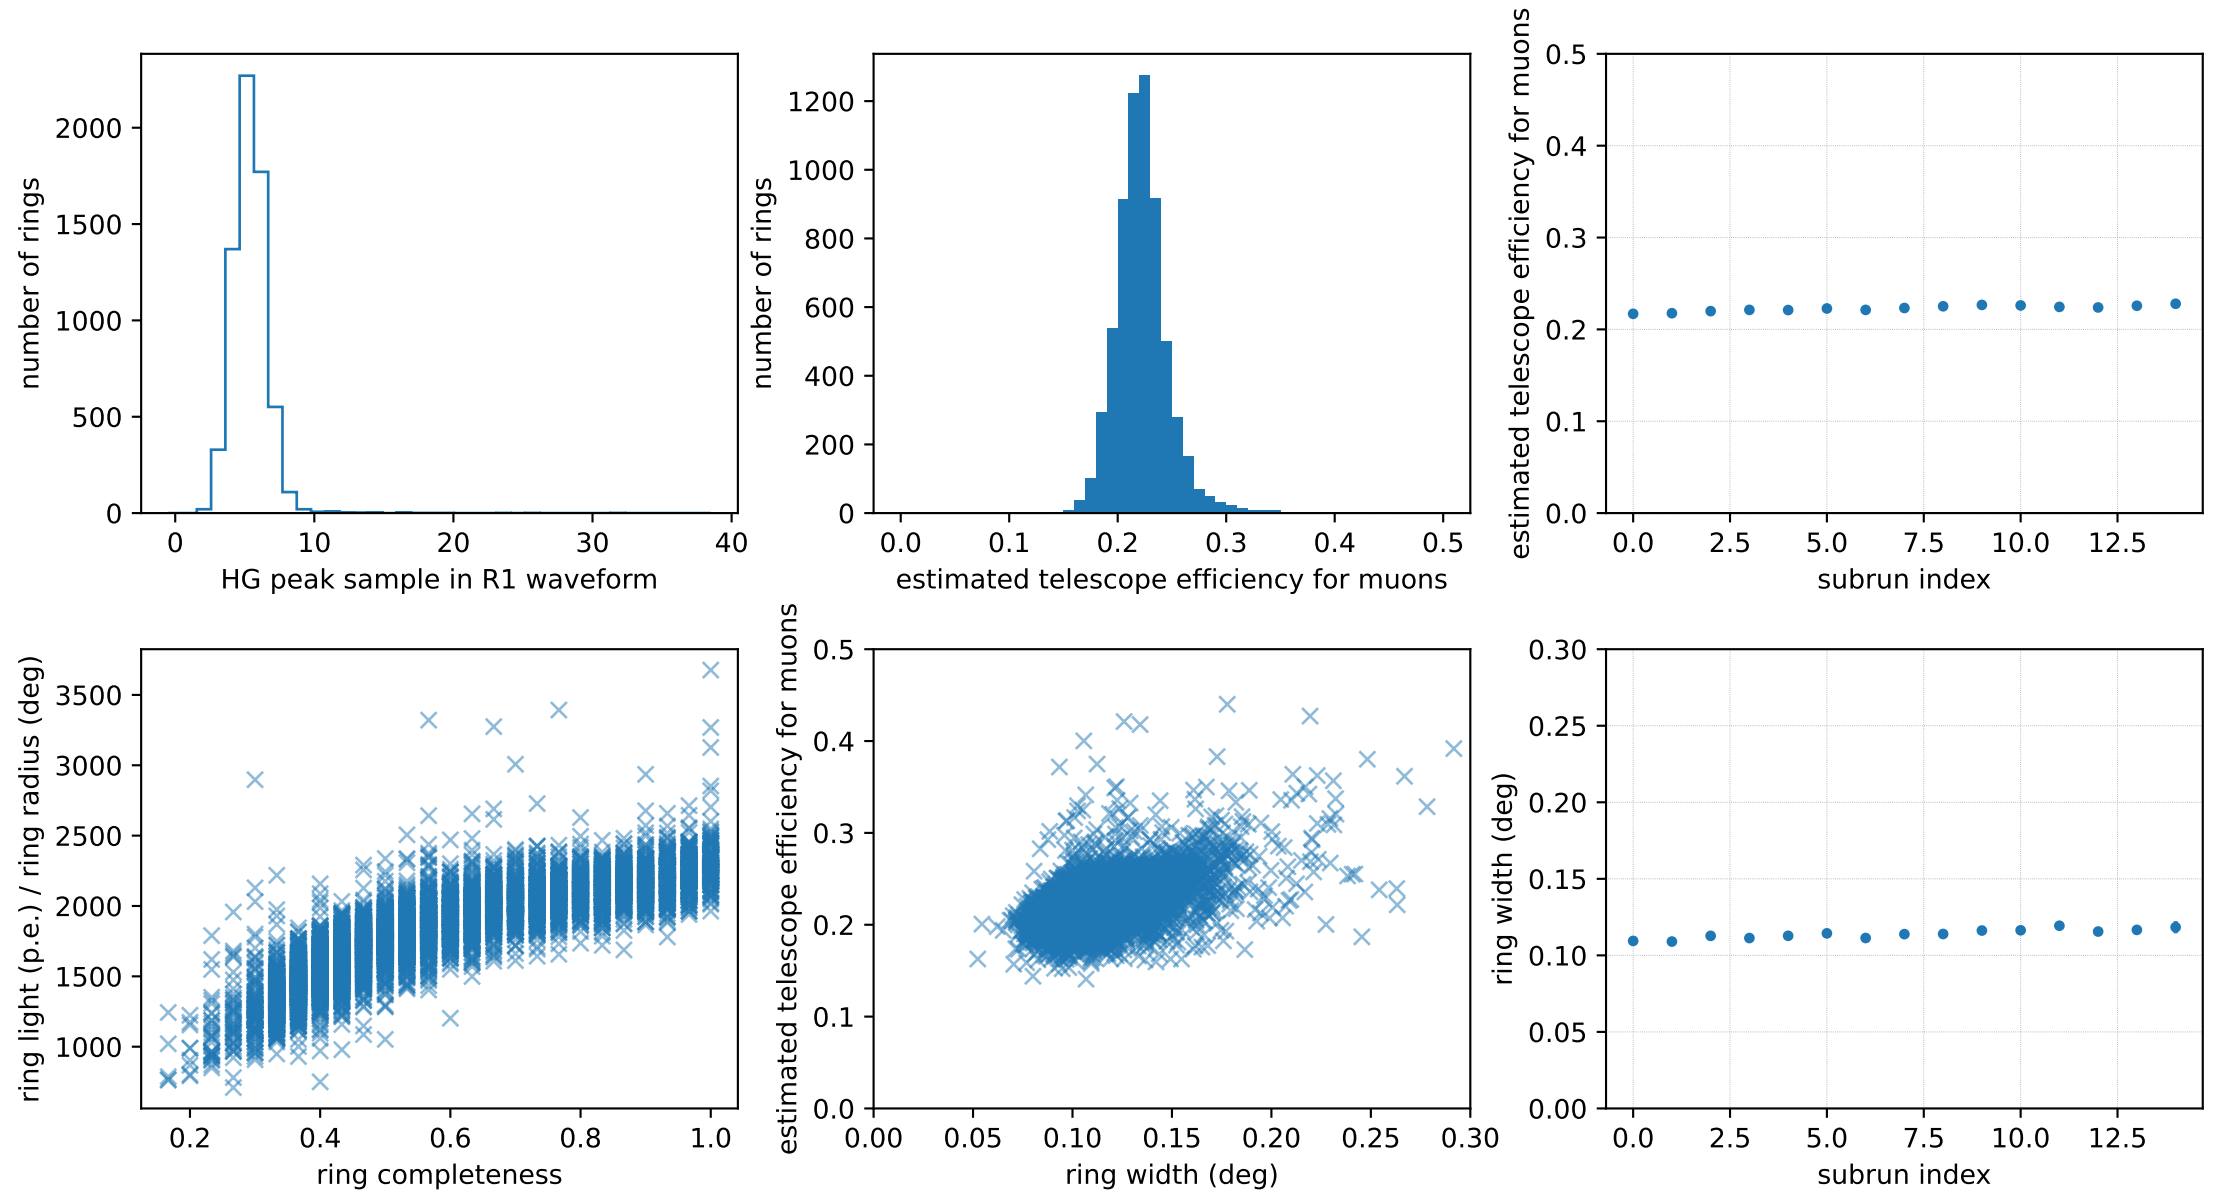 number of rings
2000
1500
1000
500
0
0 10 20 30 40
HG peak sample in R1 waveform
number of rings
1200
1000
800
600
400
200
0
0.0 0.1 0.2 0.3 0.4 0.5
estimated telescope efficiency for muons
estimated telescope efficiency for muons
0.5
0.4
0.3
0.2
0.1
0.0
0.0 2.5 5.0 7.5 10.0 12.5
subrun index
ring light (p.e.) / ring radius (deg)
3500
3000
2500
2000
1500
1000
0.2 0.4 0.6 0.8 1.0
ring completeness
estimated telescope efficiency for muons
0.5
0.4
0.3
0.2
0.1
0.0
0.00 0.05 0.10 0.15 0.20 0.25 0.30
ring width (deg)
ring width (deg)
0.30
0.25
0.20
0.15
0.10
0.05
0.00
0.0 2.5 5.0 7.5 10.0 12.5
subrun index